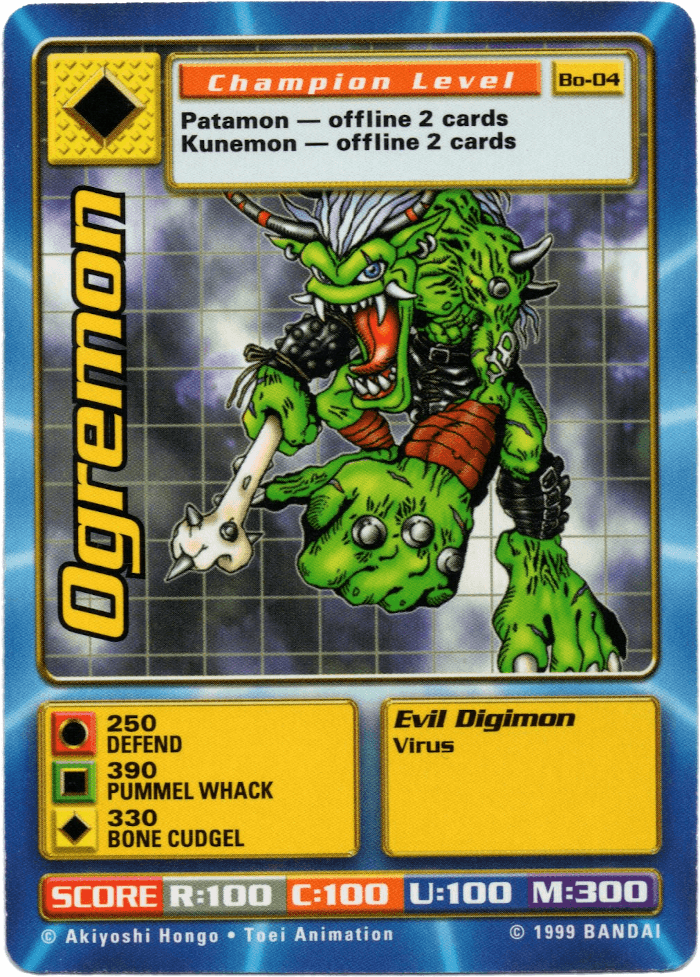 Champion Level
Bo-04
Patamon — offline 2 cards
Kunemon — offline 2 cards
Ogremon
250
DEFEND
390
PUMMEL WHACK
330
BONE CUDGEL
Evil Digimon
Virus
SCORE R:100 C:100 U:100 M:300
© Akiyoshi Hongo • Toei Animation
© 1999 BANDAI